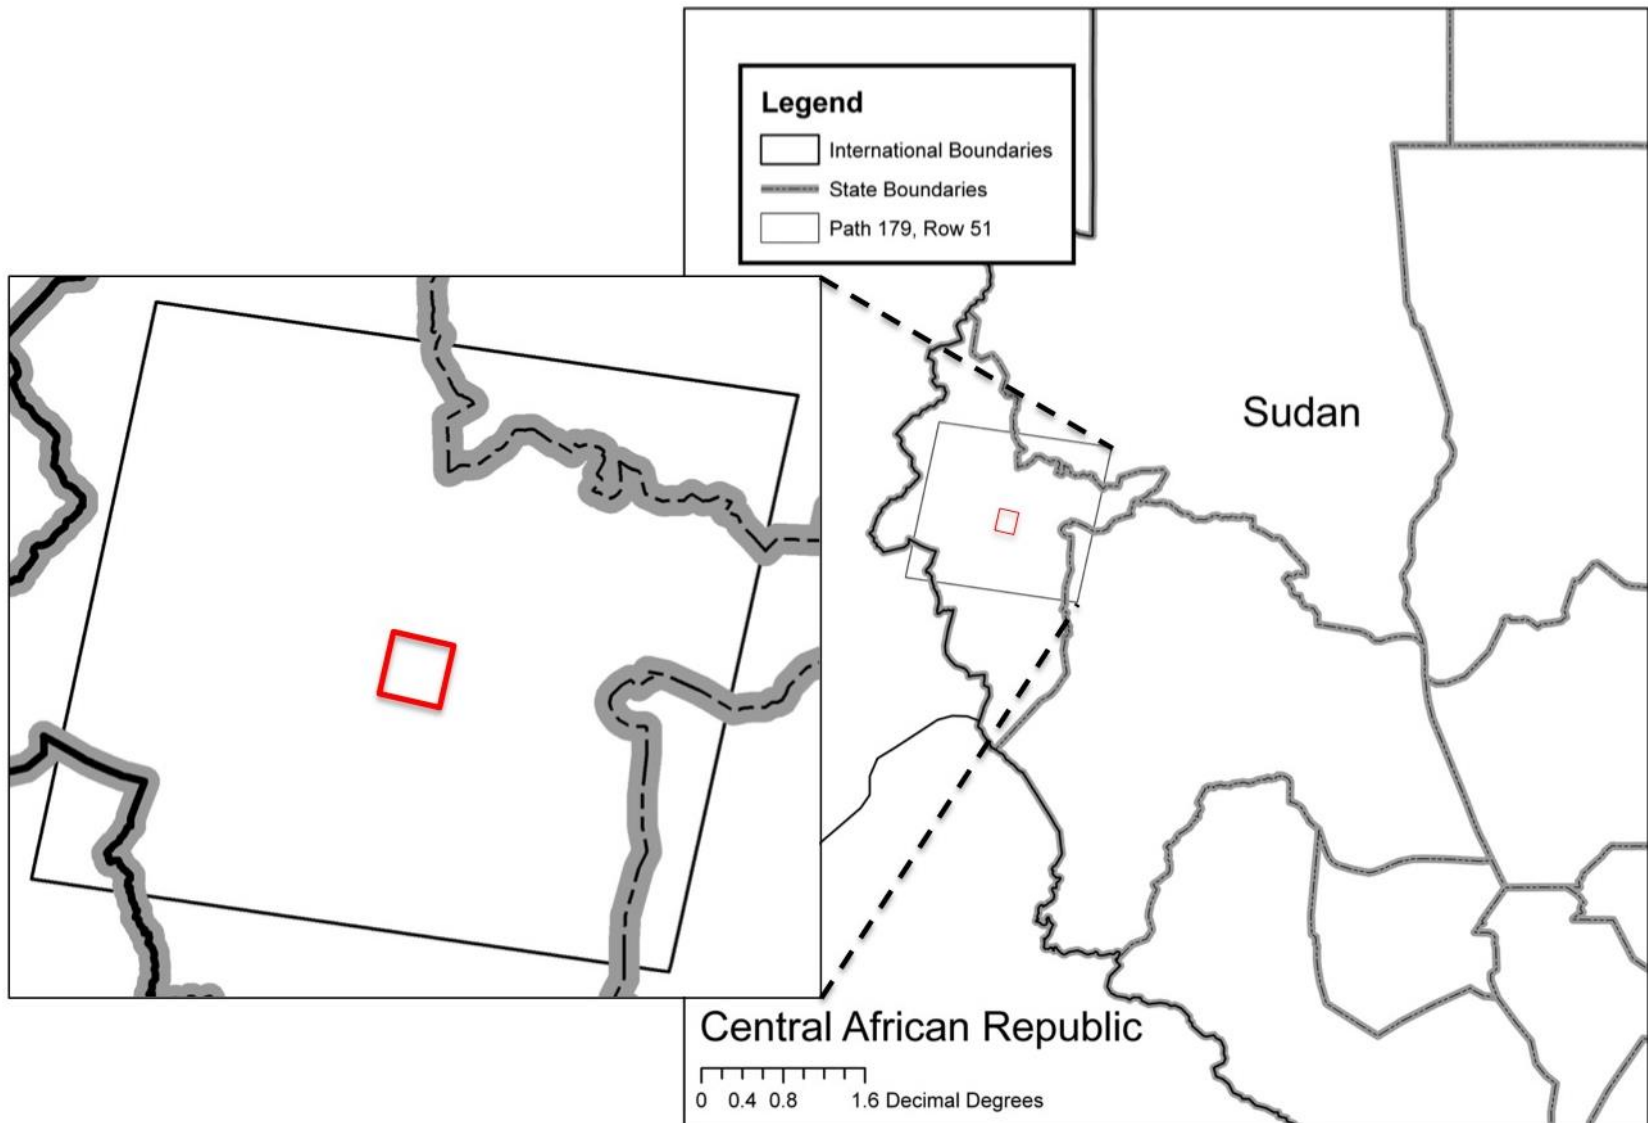 Legend
International Boundaries
State Boundaries
Path 179, Row 51
Sudan
Central African Republic
0 0.4 0.8 1.6 Decimal Degrees